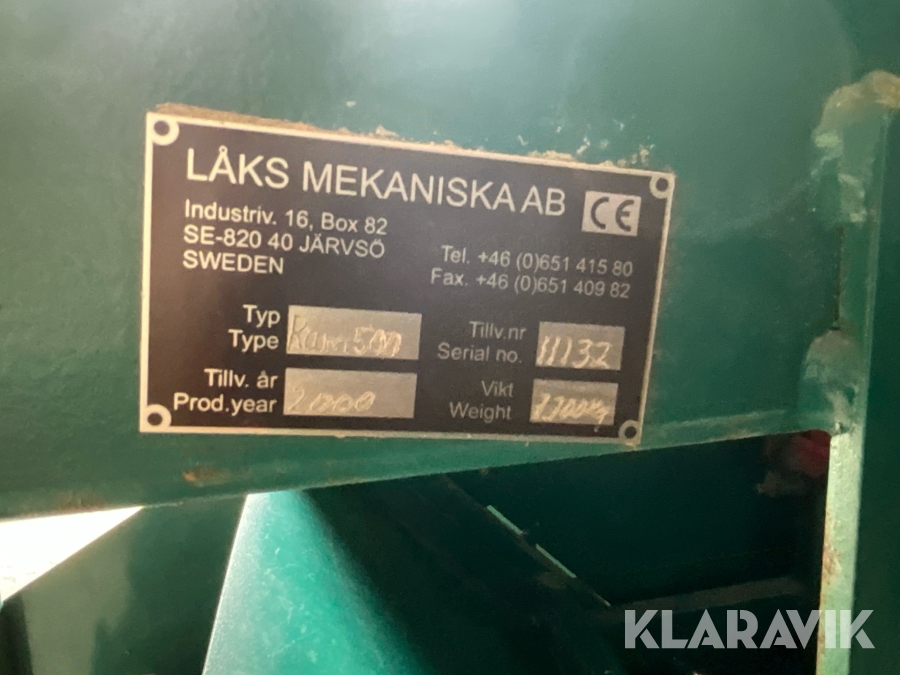 LÅKS MEKANISKA AB CE
Industriv. 16, Box 82
SE-820 40 JÄRVSÖ
SWEDEN
Tel. +46 (0)651 415 80
Fax. +46 (0)651 409 82
Typ
Type
Tillv.nr
Serial no. 11132
Tillv. år
Prod.year 2000
Vikt
Weight
KLARAVIK